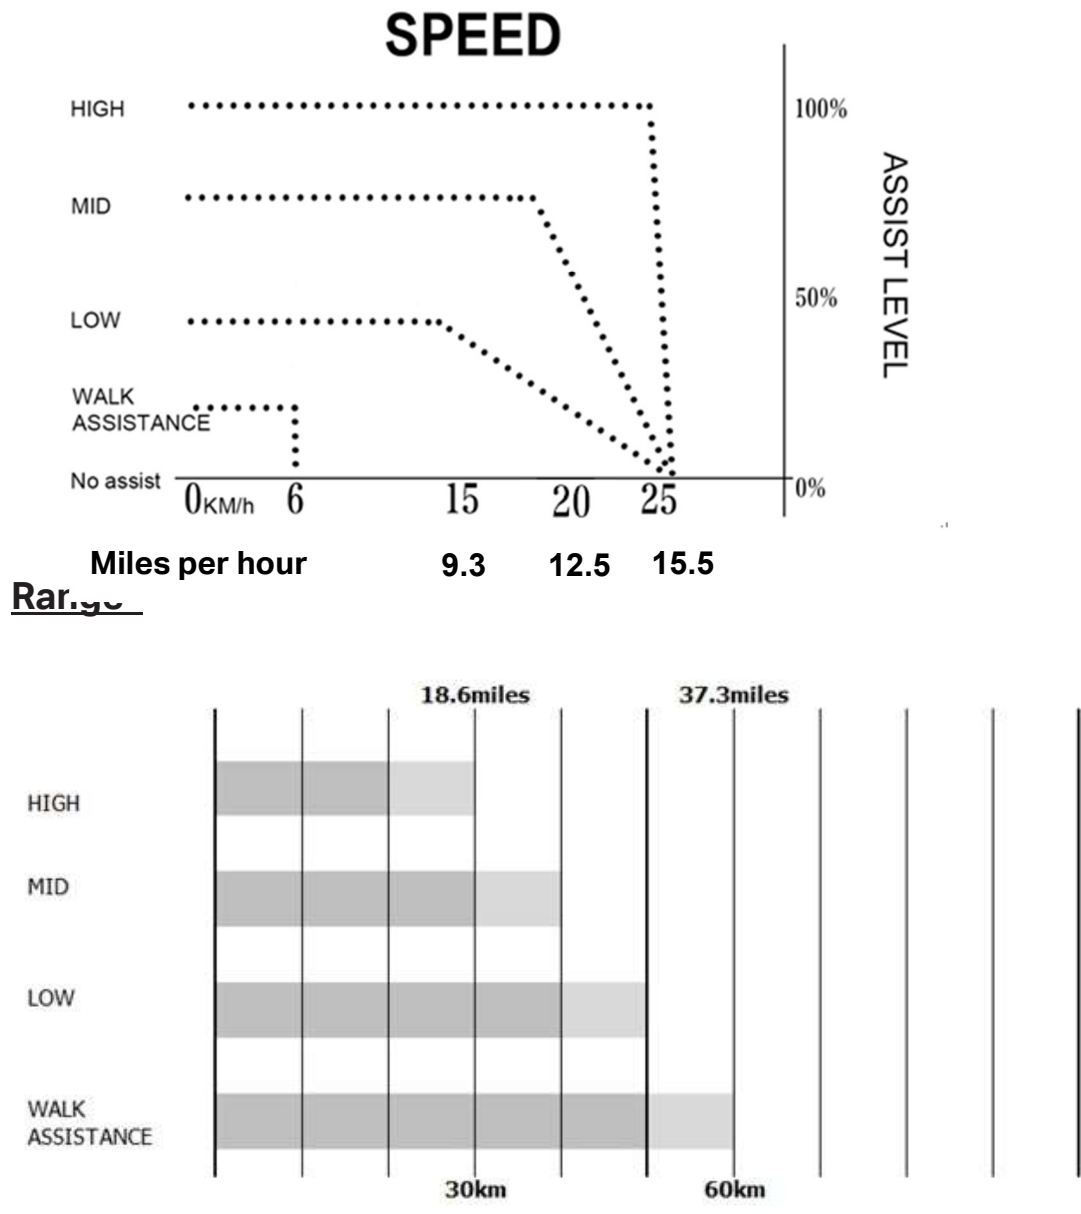 SPEED
HIGH
100%
MID
50%
LOW
WALK
ASSISTANCE
No assist
0%
0KM/h 6 15 20 25
ASSIST LEVEL
Miles per hour 9.3 12.5 15.5
Range
18.6miles 37.3miles
HIGH
MID
LOW
WALK
ASSISTANCE
30km 60km